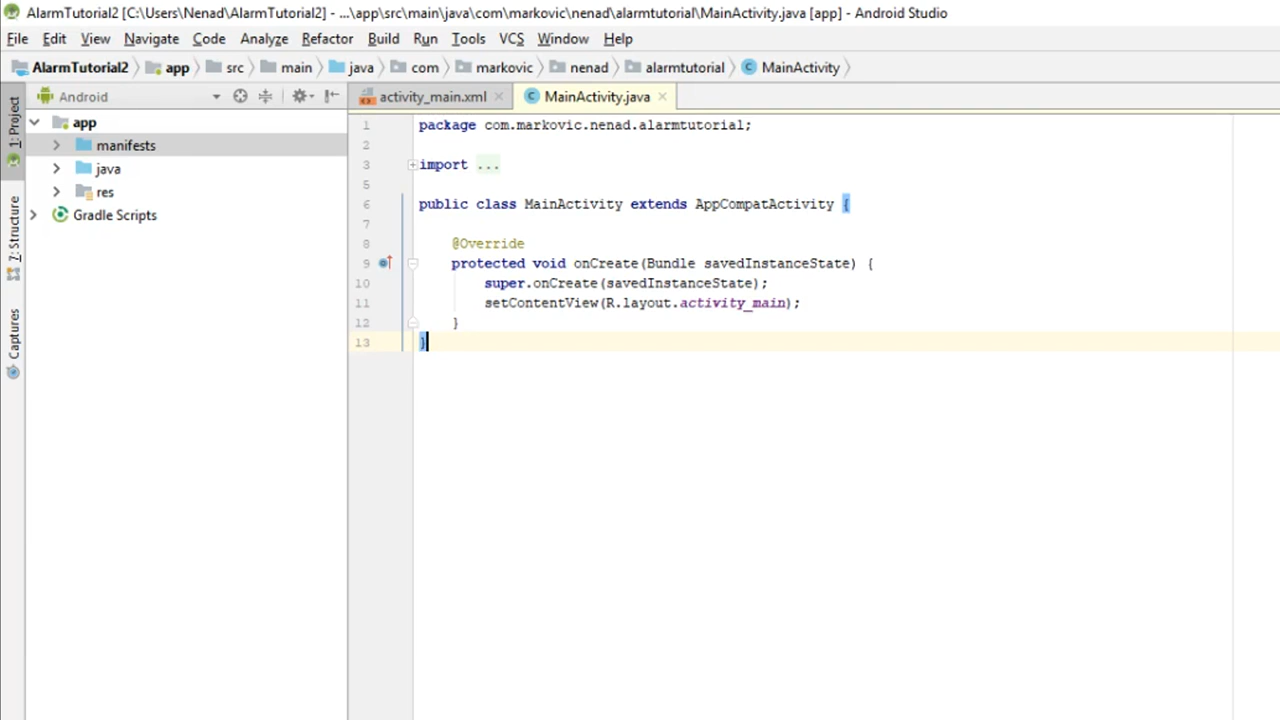 AlarmTutorial2 [C:\Users\Nenad\AlarmTutorial2] - ...\app\src\main\java\com\markovic\nenad\alarmtutorial\MainActivity.java [app] - Android Studio
File Edit View Navigate Code Analyze Refactor Build Run Tools VCS Window Help
AlarmTutorial2 app src main java com markovic nenad alarmtutorial MainActivity
1: Project
7: Structure
Captures
Android
app
manifests
java
res
Gradle Scripts
activity_main.xml MainActivity.java
1 package com.markovic.nenad.alarmtutorial;
2
3 import ...
5
6 public class MainActivity extends AppCompatActivity {
7
8 @Override
9 protected void onCreate(Bundle savedInstanceState) {
10 super.onCreate(savedInstanceState);
11 setContentView(R.layout.activity_main);
12 }
13 }